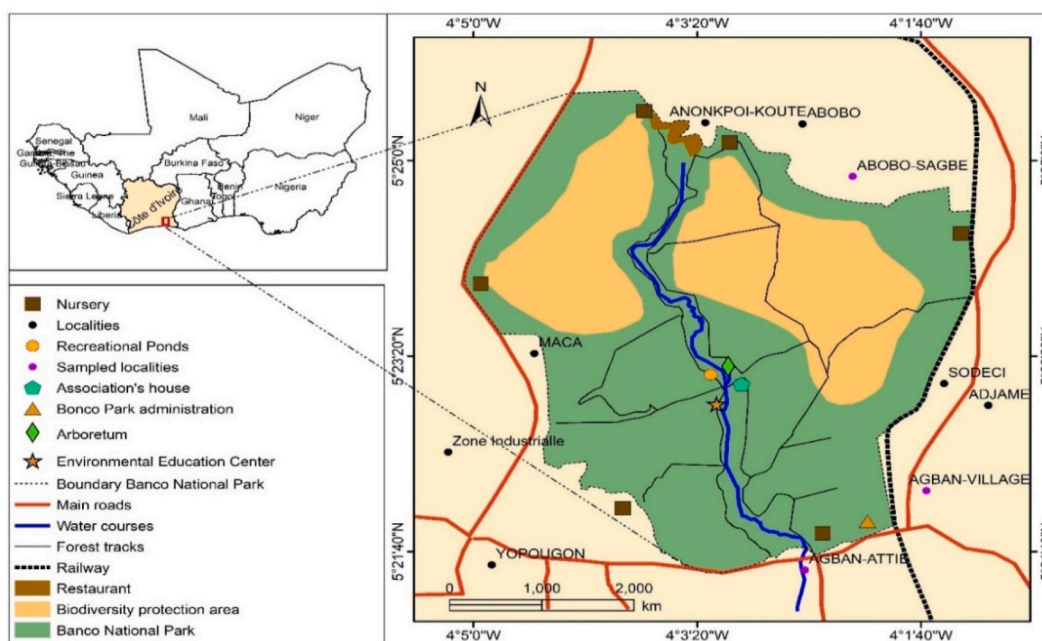 Mali
Niger
Senegal
Guinea
Burkina Faso
Benin
Togo
Ghana
Nigeria
Sierra Leone
Liberia
Côte d'Ivoir
4°5'0"W
4°3'20"W
4°1'40"W
N
ANONKPOI-KOUTE
ABOBO
ABOBO-SAGBE
5°25'0"N
MACA
5°23'20"N
SODECI
ADJAME
Zone Industrialle
AGBAN-VILLAGE
5°21'40"N
YOPOUGON
AGBAN-ATTIE
0 1,000 2,000
km
4°5'0"W
4°3'20"W
4°1'40"W
Nursery
Localities
Recreational Ponds
Sampled localities
Association's house
Bonco Park administration
Arboretum
Environmental Education Center
Boundary Banco National Park
Main roads
Water courses
Forest tracks
Railway
Restaurant
Biodiversity protection area
Banco National Park